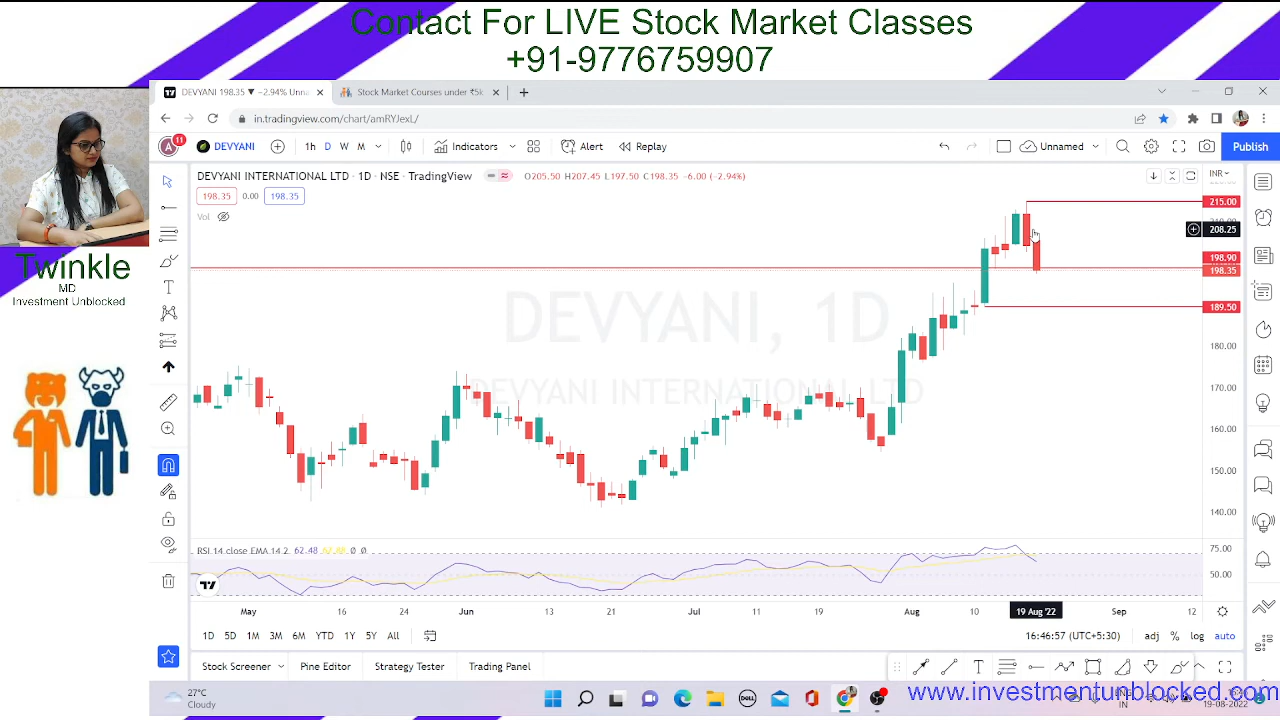 Contact For LIVE Stock Market Classes
+91-9776759907
DEVYANI 198.35 ▼ −2.94% Unna
Stock Market Courses under ₹5k
in.tradingview.com/chart/amRYJexL/
A 11 DEVYANI 1h D W M Indicators Alert Replay Unnamed Publish
DEVYANI INTERNATIONAL LTD · 1D · NSE · TradingView O205.50 H207.45 L197.50 C198.35 −6.00 (−2.94%)
INR
198.35 0.00 198.35
Vol
215.00
208.25
198.90
198.35
189.50
180.00
170.00
160.00
150.00
140.00
DEVYANI, 1D
DEVYANI INTERNATIONAL LTD
Twinkle
MD
Investment Unblocked
RSI 14 close EMA 14 2 62.48
75.00
50.00
May 16 24 Jun 13 21 Jul 11 19 Aug 10 19 Aug '22 Sep 12
1D 5D 1M 3M 6M YTD 1Y 5Y All
16:46:57 (UTC+5:30) adj % log auto
Stock Screener Pine Editor Strategy Tester Trading Panel
27°C
Cloudy
DELL
www.investmentunblocked.com
IN
19-08-2022